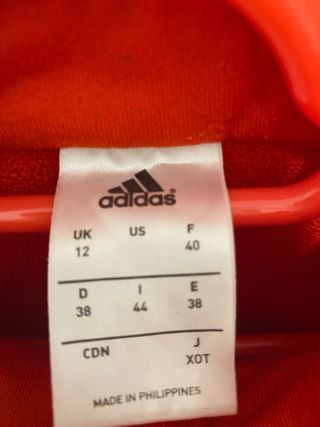 adidas®
UK US F
12 40
D I E
38 44 38
CDN J
XOT
MADE IN PHILIPPINES